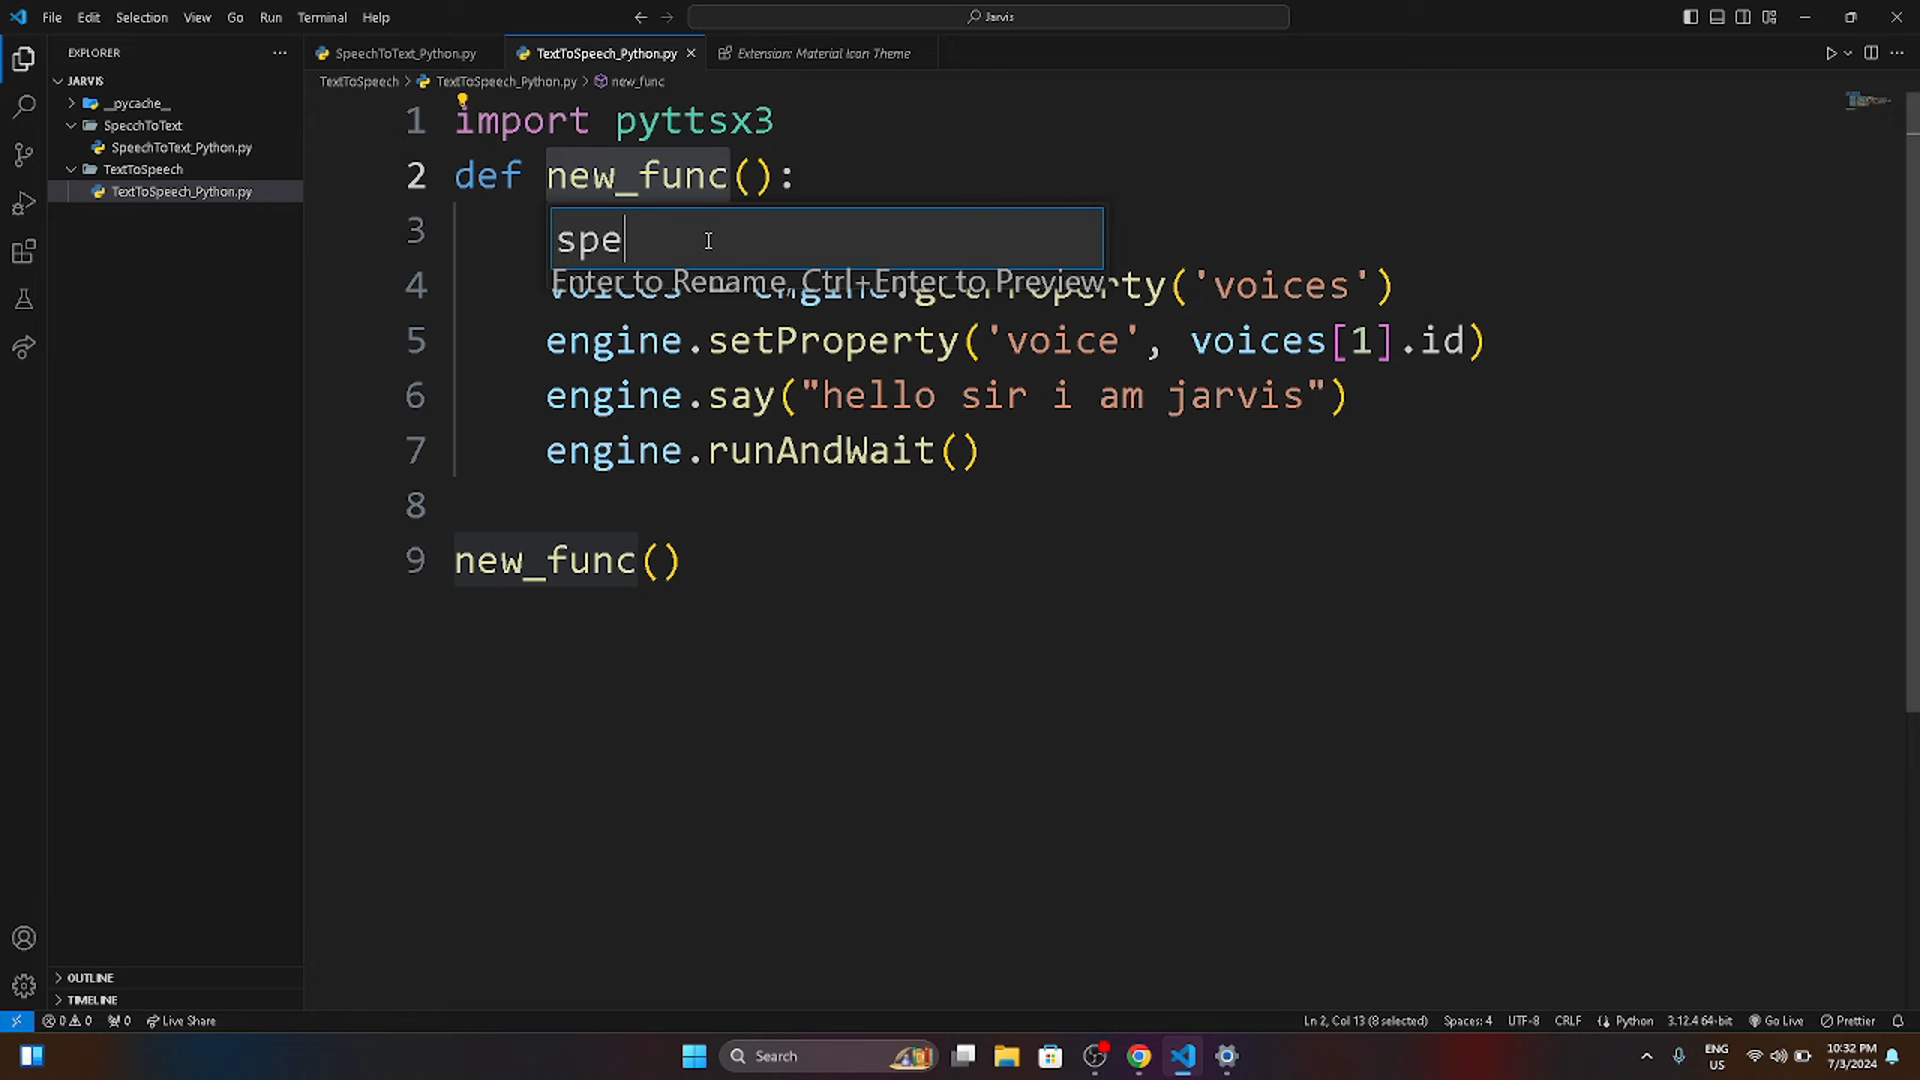 File Edit Selection View Go Run Terminal Help
Jarvis
EXPLORER
SpeechToText_Python.py
TextToSpeech_Python.py
Extension: Material Icon Theme
JARVIS
TextToSpeech > TextToSpeech_Python.py > new_func
__pycache__
SpecchToText
SpeechToText_Python.py
TextToSpeech
TextToSpeech_Python.py
1 import pyttsx3
2 def new_func():
3
spe
Enter to Rename, Ctrl+Enter to Preview
4 voices = engine.getProperty('voices')
5 engine.setProperty('voice', voices[1].id)
6 engine.say("hello sir i am jarvis")
7 engine.runAndWait()
8
9 new_func()
OUTLINE
TIMELINE
0 0 0 Live Share
Ln 2, Col 13 (8 selected) Spaces: 4 UTF-8 CRLF Python 3.12.4 64-bit Go Live Prettier
Search
ENG
US
10:32 PM
7/3/2024